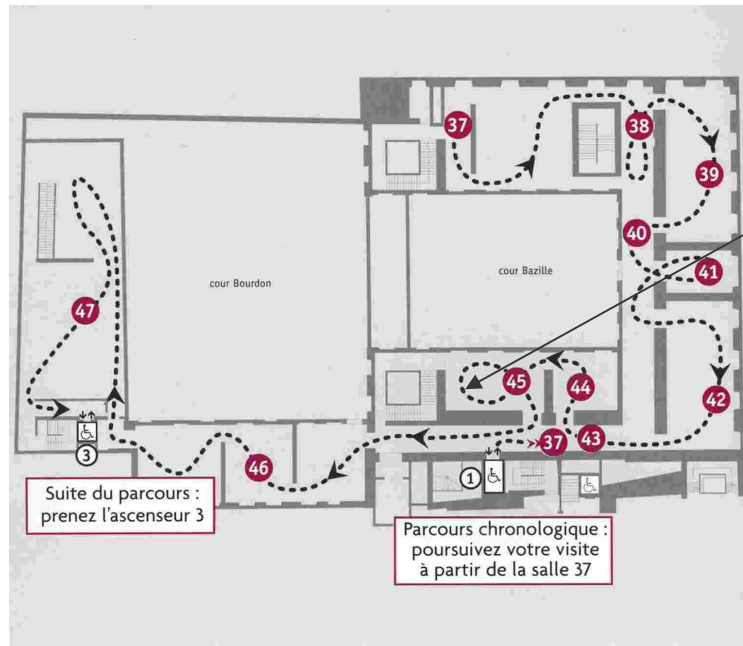 37
38
39
40
41
47
cour Bourdon
cour Bazille
42
45
44
43
37
46
3
1
Suite du parcours :
prenez l'ascenseur 3
Parcours chronologique :
poursuivez votre visite
à partir de la salle 37